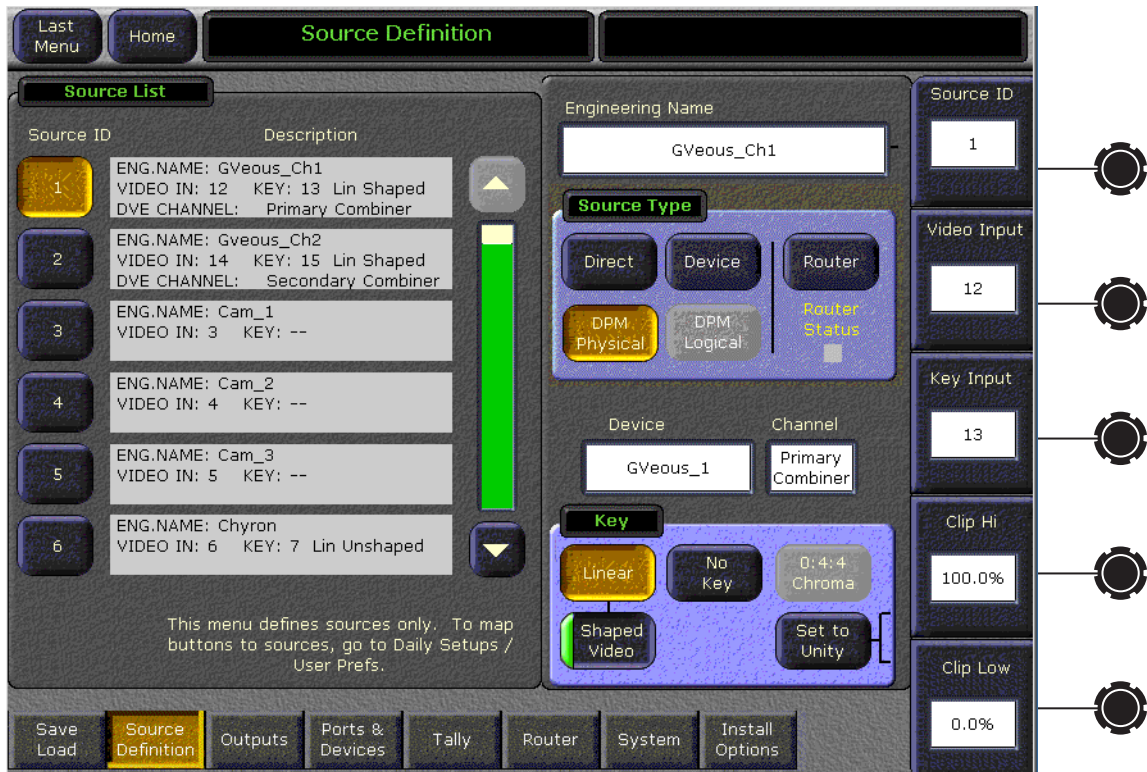 Last
Menu
Home
Source Definition
Source List
Source ID
Description
1
ENG.NAME: GVeous_Ch1
VIDEO IN: 12 KEY: 13 Lin Shaped
DVE CHANNEL: Primary Combiner
2
ENG.NAME: Gveous_Ch2
VIDEO IN: 14 KEY: 15 Lin Shaped
DVE CHANNEL: Secondary Combiner
3
ENG.NAME: Cam_1
VIDEO IN: 3 KEY: --
4
ENG.NAME: Cam_2
VIDEO IN: 4 KEY: --
5
ENG.NAME: Cam_3
VIDEO IN: 5 KEY: --
6
ENG.NAME: Chyron
VIDEO IN: 6 KEY: 7 Lin Unshaped
This menu defines sources only. To map
buttons to sources, go to Daily Setups /
User Prefs.
Engineering Name
GVeous_Ch1
Source Type
Direct
Device
Router
DPM
Physical
DPM
Logical
Router
Status
Device
Channel
GVeous_1
Primary
Combiner
Key
Linear
No
Key
0:4:4
Chroma
Shaped
Video
Set to
Unity
Source ID
1
Video Input
12
Key Input
13
Clip Hi
100.0%
Clip Low
0.0%
Save
Load
Source
Definition
Outputs
Ports &
Devices
Tally
Router
System
Install
Options